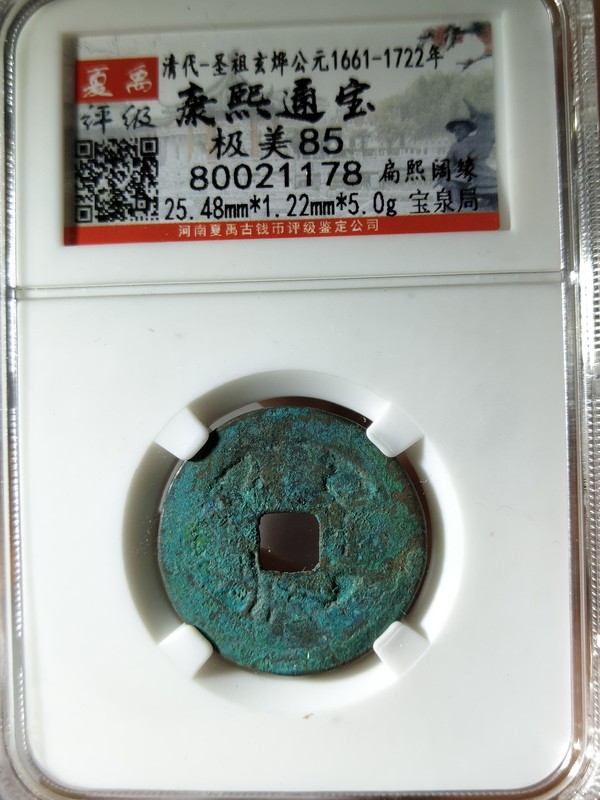 清代-圣祖玄烨公元1661-1722年
夏禹
评级
康熙通宝
极美85
80021178 扁熙阔缘
25.48mm*1.22mm*5.0g 宝泉局
河南夏禹古钱币评级鉴定公司